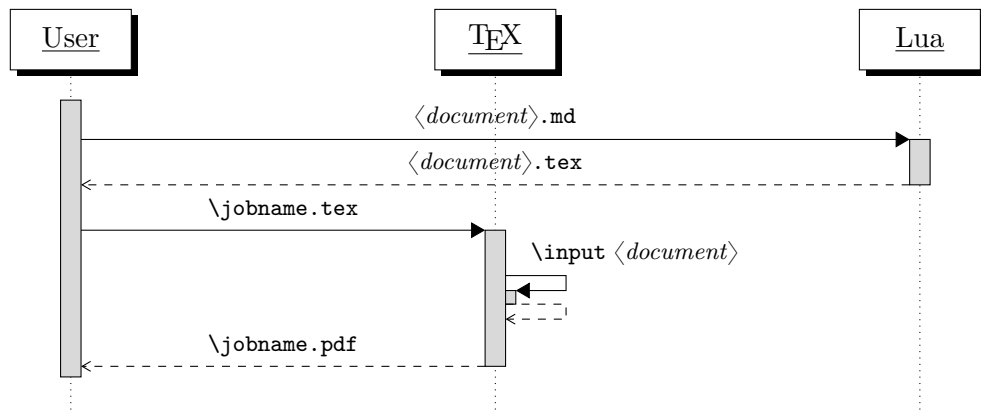 User
TEX
Lua
⟨document⟩.md
⟨document⟩.tex
\jobname.tex
\input ⟨document⟩
\jobname.pdf